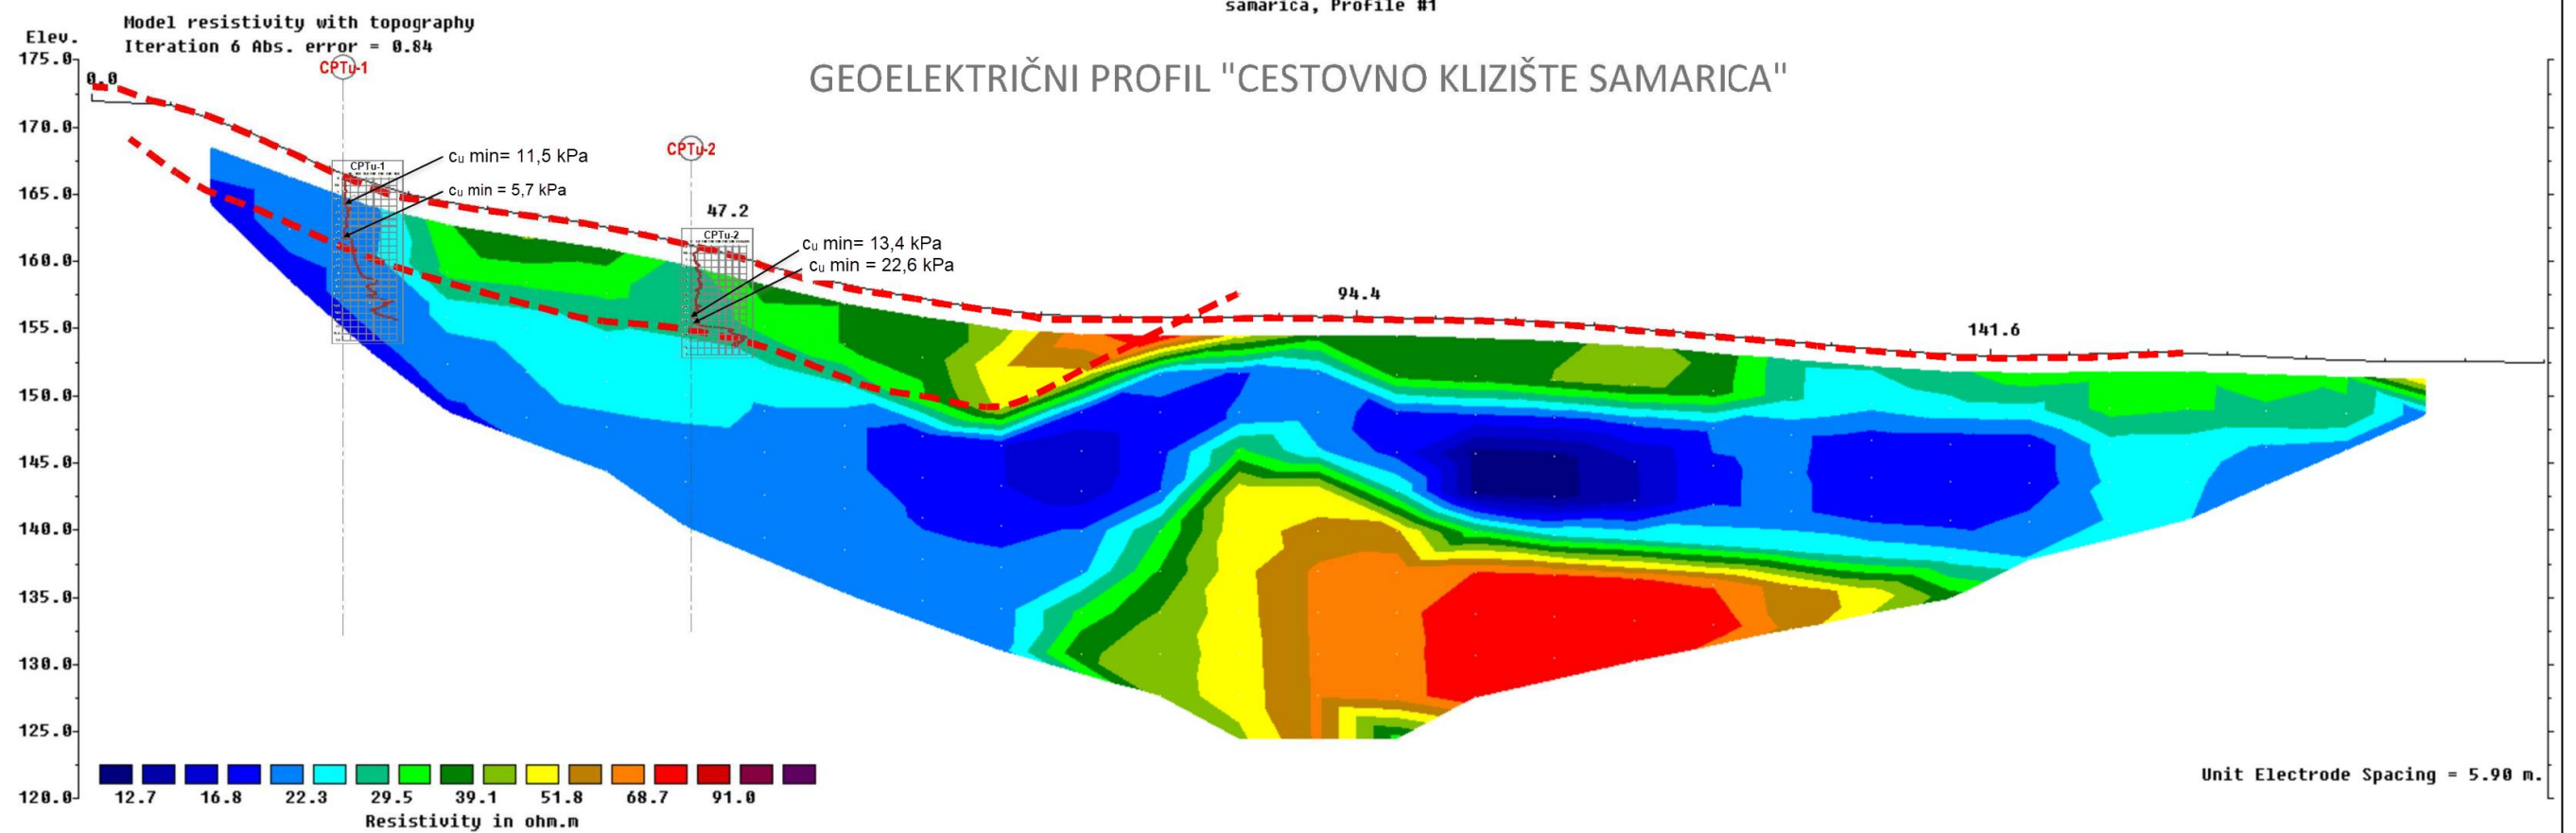 samarica, Profile #1
Model resistivity with topography
Iteration 6 Abs. error = 0.84
Elev.
GEOELEKTRIČNI PROFIL "CESTOVNO KLIZIŠTE SAMARICA"
175.0
170.0
165.0
160.0
155.0
150.0
145.0
140.0
135.0
130.0
125.0
120.0
0.0
CPTu-1
CPTu-1
cu min= 11,5 kPa
cu min = 5,7 kPa
CPTu-2
47.2
CPTu-2
cu min= 13,4 kPa
cu min = 22,6 kPa
94.4
141.6
12.7 16.8 22.3 29.5 39.1 51.8 68.7 91.0
Resistivity in ohm.m
Unit Electrode Spacing = 5.90 m.